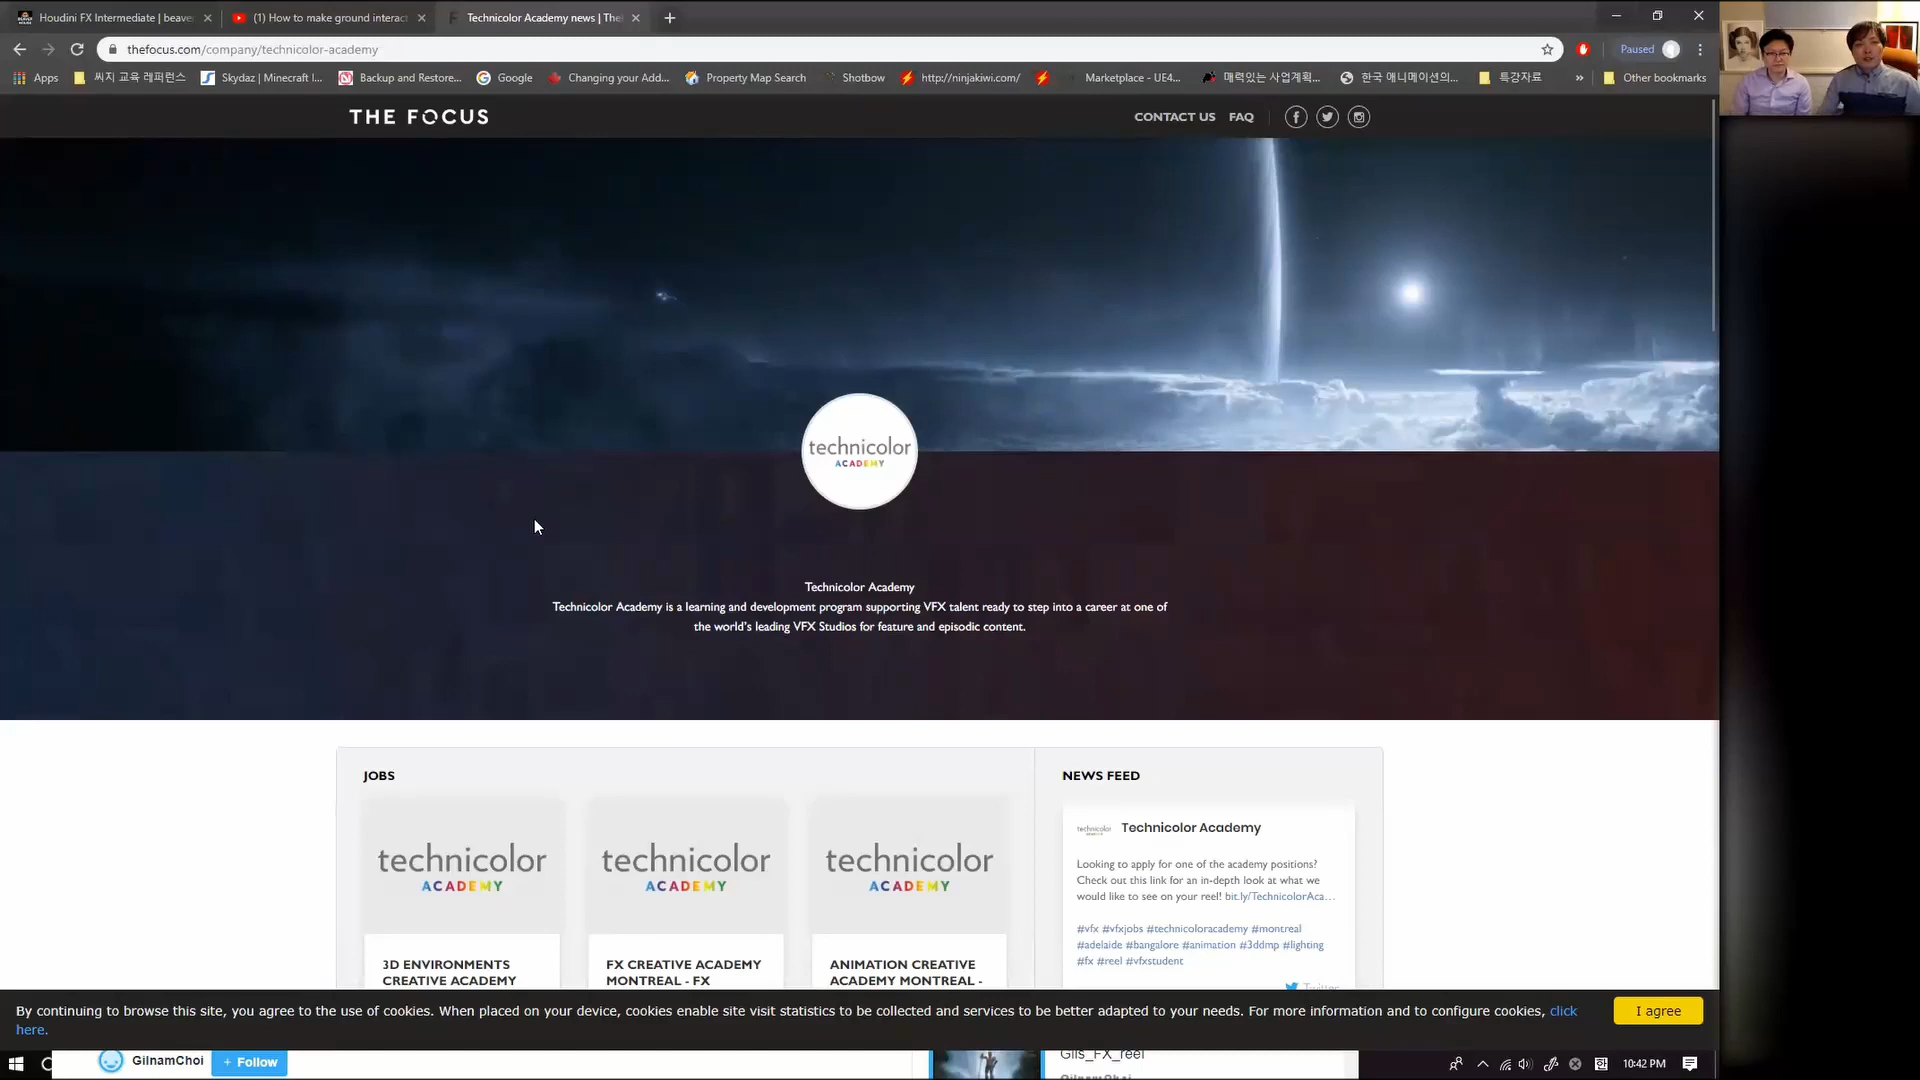 Houdini FX Intermediate | beaver
(1) How to make ground interact
Technicolor Academy news | The
thefocus.com/company/technicolor-academy
Paused
Apps
씨지 교육 레퍼런스
Skydaz | Minecraft I...
Backup and Restore...
Google
Changing your Add...
Property Map Search
Shotbow
http://ninjakiwi.com/
Marketplace - UE4...
매력있는 사업계획...
한국 애니메이션의...
특강자료
»
Other bookmarks
THE FOCUS
CONTACT US
FAQ
technicolor
ACADEMY
Technicolor Academy
Technicolor Academy is a learning and development program supporting VFX talent ready to step into a career at one of
the world's leading VFX Studios for feature and episodic content.
JOBS
technicolor
ACADEMY
3D ENVIRONMENTS
CREATIVE ACADEMY
technicolor
ACADEMY
FX CREATIVE ACADEMY
MONTREAL - FX
technicolor
ACADEMY
ANIMATION CREATIVE
ACADEMY MONTREAL -
NEWS FEED
technicolor
Technicolor Academy
Looking to apply for one of the academy positions?
Check out this link for an in-depth look at what we
would like to see on your reel! bit.ly/TechnicolorAca...
#vfx #vfxjobs #technicoloracademy #montreal
#adelaide #bangalore #animation #3ddmp #lighting
#fx #reel #vfxstudent
Twitter
By continuing to browse this site, you agree to the use of cookies. When placed on your device, cookies enable site visit statistics to be collected and services to be better adapted to your needs. For more information and to configure cookies, click
here.
I agree
GilnamChoi
+ Follow
Gils_FX_reel
GilnamChoi
10:42 PM